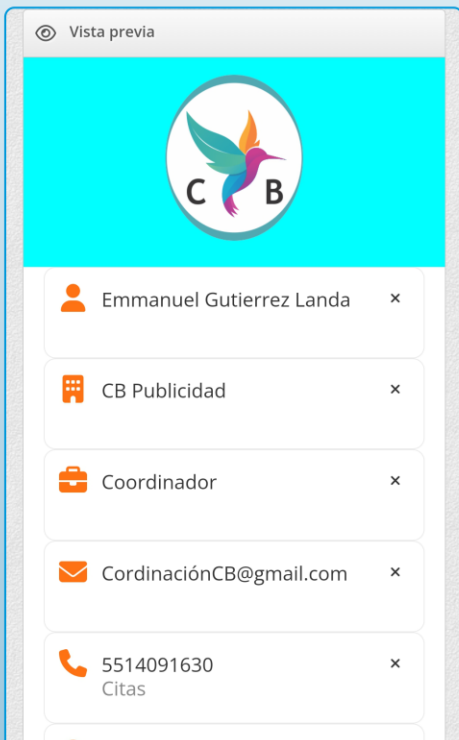 Vista previa
C B
Emmanuel Gutierrez Landa
×
CB Publicidad
×
Coordinador
×
CordinaciónCB@gmail.com
×
5514091630
×
Citas